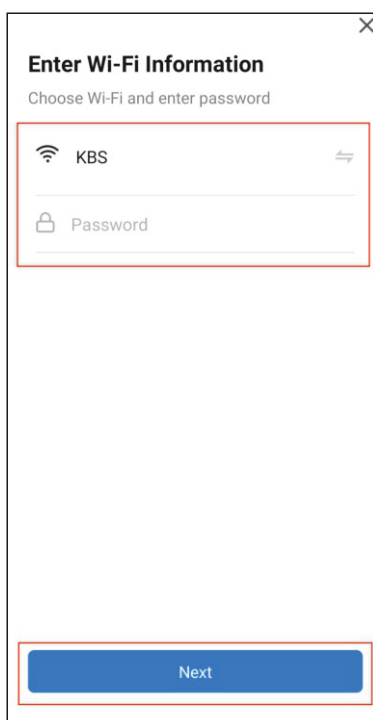 Enter Wi-Fi Information
Choose Wi-Fi and enter password
KBS
Password
Next